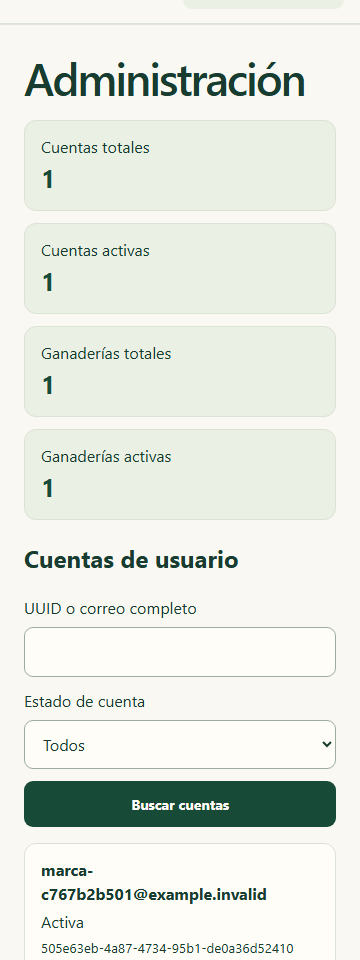 Administración
Cuentas totales
1
Cuentas activas
1
Ganaderías totales
1
Ganaderías activas
1
Cuentas de usuario
UUID o correo completo
Estado de cuenta
Todos
Buscar cuentas
marca-
c767b2b501@example.invalid
Activa
505e63eb-4a87-4734-95b1-de0a36d52410